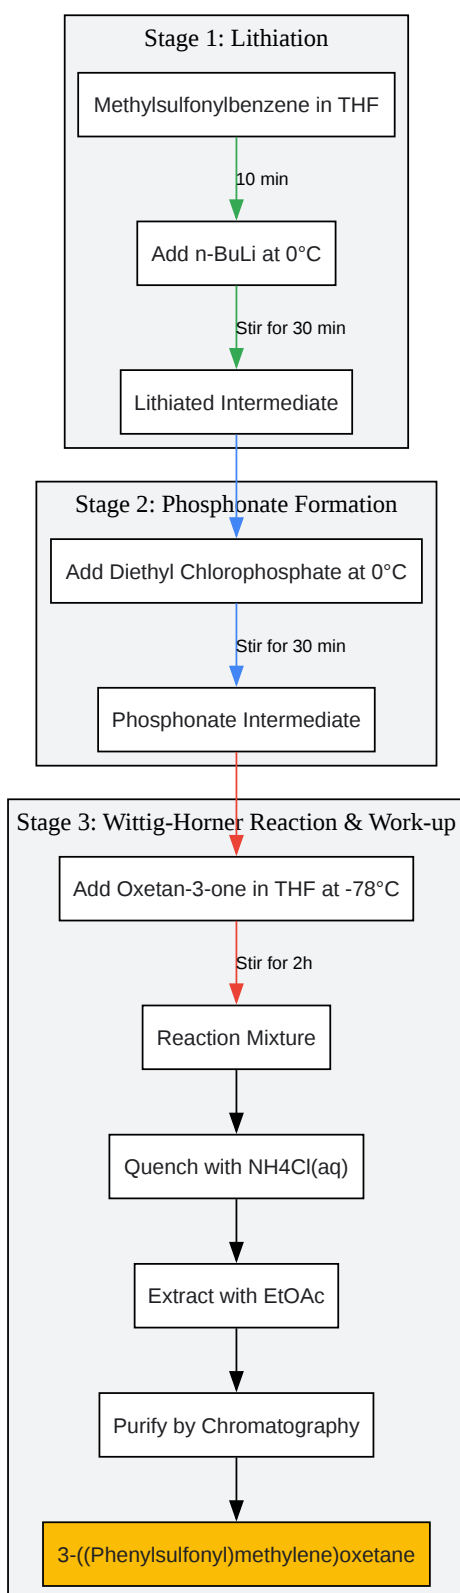 Stage 1: Lithiation
Methylsulfonylbenzene in THF
10 min
Add n-BuLi at 0°C
Stir for 30 min
Lithiated Intermediate
Stage 2: Phosphonate Formation
Add Diethyl Chlorophosphate at 0°C
Stir for 30 min
Phosphonate Intermediate
Stage 3: Wittig-Horner Reaction & Work-up
Add Oxetan-3-one in THF at -78°C
Stir for 2h
Reaction Mixture
Quench with NH4Cl(aq)
Extract with EtOAc
Purify by Chromatography
3-((Phenylsulfonyl)methylene)oxetane